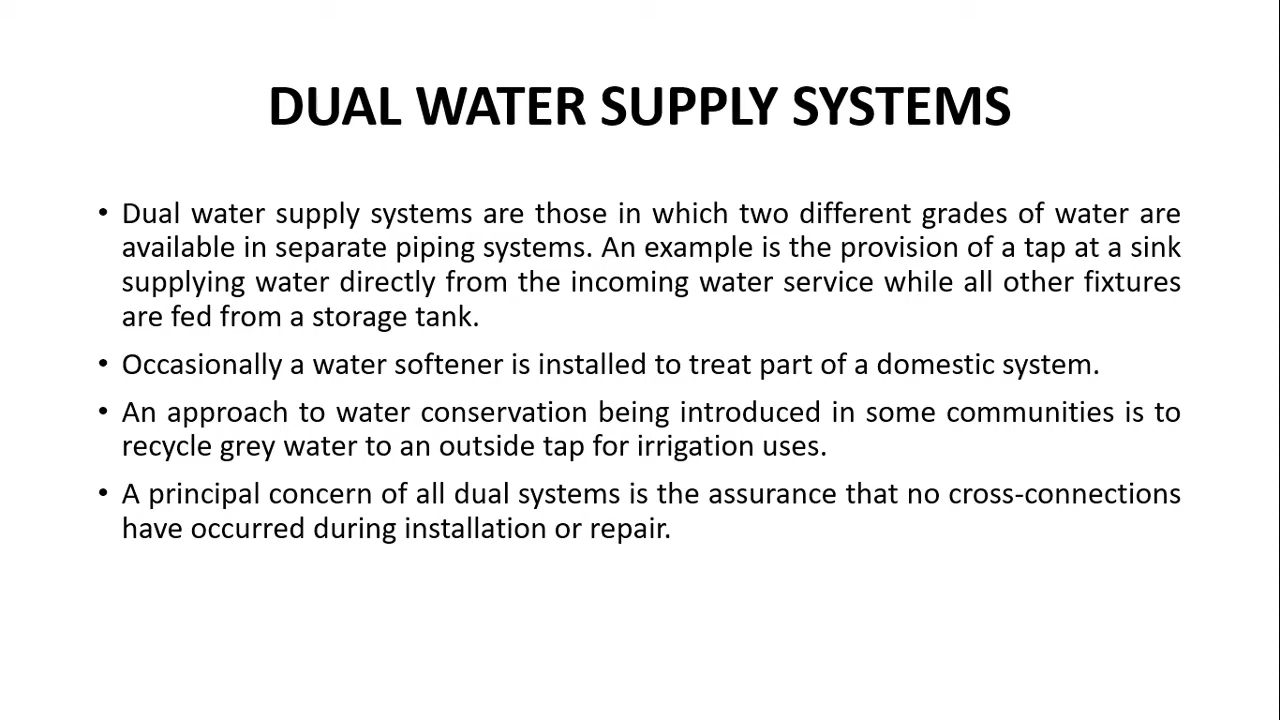 DUAL WATER SUPPLY SYSTEMS
• Dual water supply systems are those in which two different grades of water are
available in separate piping systems. An example is the provision of a tap at a sink
supplying water directly from the incoming water service while all other fixtures
are fed from a storage tank.
• Occasionally a water softener is installed to treat part of a domestic system.
• An approach to water conservation being introduced in some communities is to
recycle grey water to an outside tap for irrigation uses.
• A principal concern of all dual systems is the assurance that no cross-connections
have occurred during installation or repair.